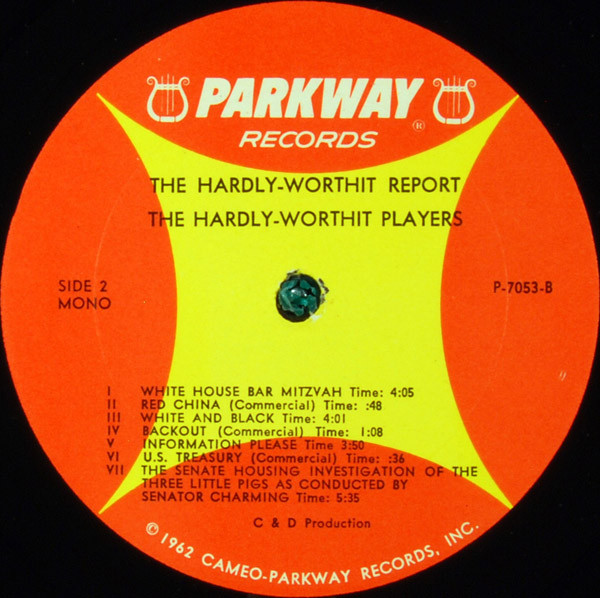 PARKWAY®
RECORDS
THE HARDLY-WORTHIT REPORT
THE HARDLY-WORTHIT PLAYERS
SIDE 2
MONO
P-7053-B
I WHITE HOUSE BAR MITZVAH Time: 4:05
II RED CHINA (Commercial) Time: :48
III WHITE AND BLACK Time: 4:01
IV BACKOUT (Commercial) Time: 1:08
V INFORMATION PLEASE Time 3:50
VI U.S. TREASURY (Commercial) Time: :36
VII THE SENATE HOUSING INVESTIGATION OF THE
THREE LITTLE PIGS AS CONDUCTED BY
SENATOR CHARMING Time: 5:35
C & D Production
© 1962 CAMEO-PARKWAY RECORDS, INC.